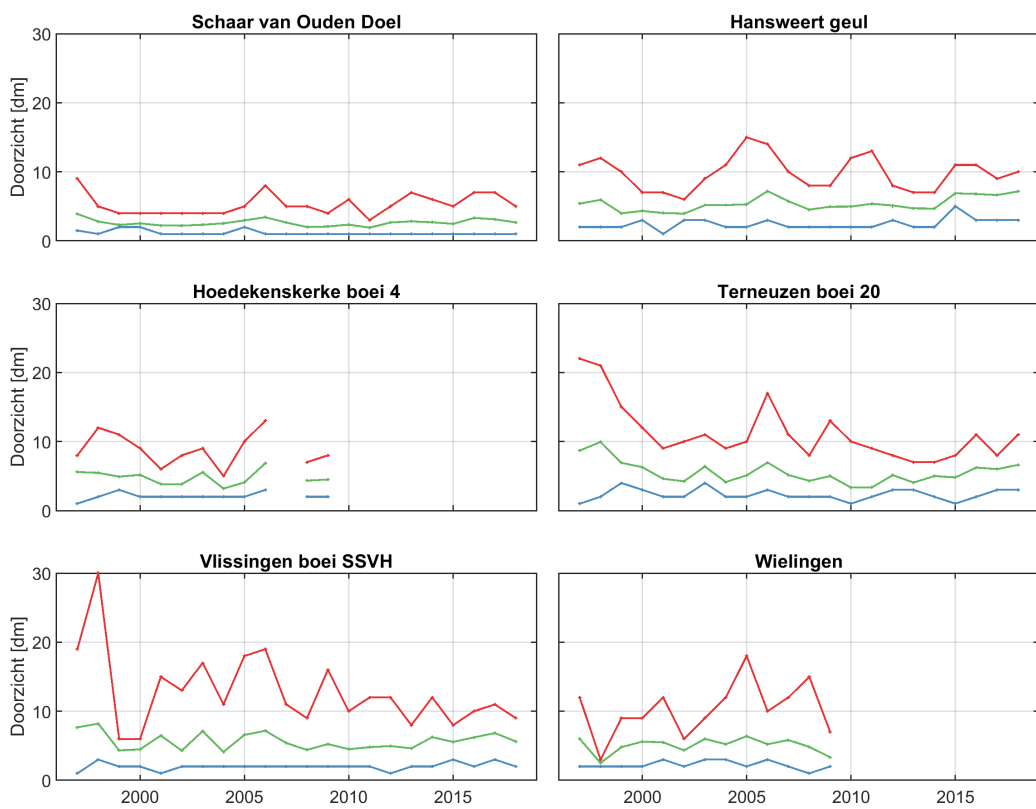 Schaar van Ouden Doel
Hansweert geul
30
20
10
0
Doorzicht [dm]
Hoedekenskerke boei 4
Terneuzen boei 20
30
20
10
0
Doorzicht [dm]
Vlissingen boei SSVH
Wielingen
30
20
10
0
Doorzicht [dm]
2000 2005 2010 2015
2000 2005 2010 2015